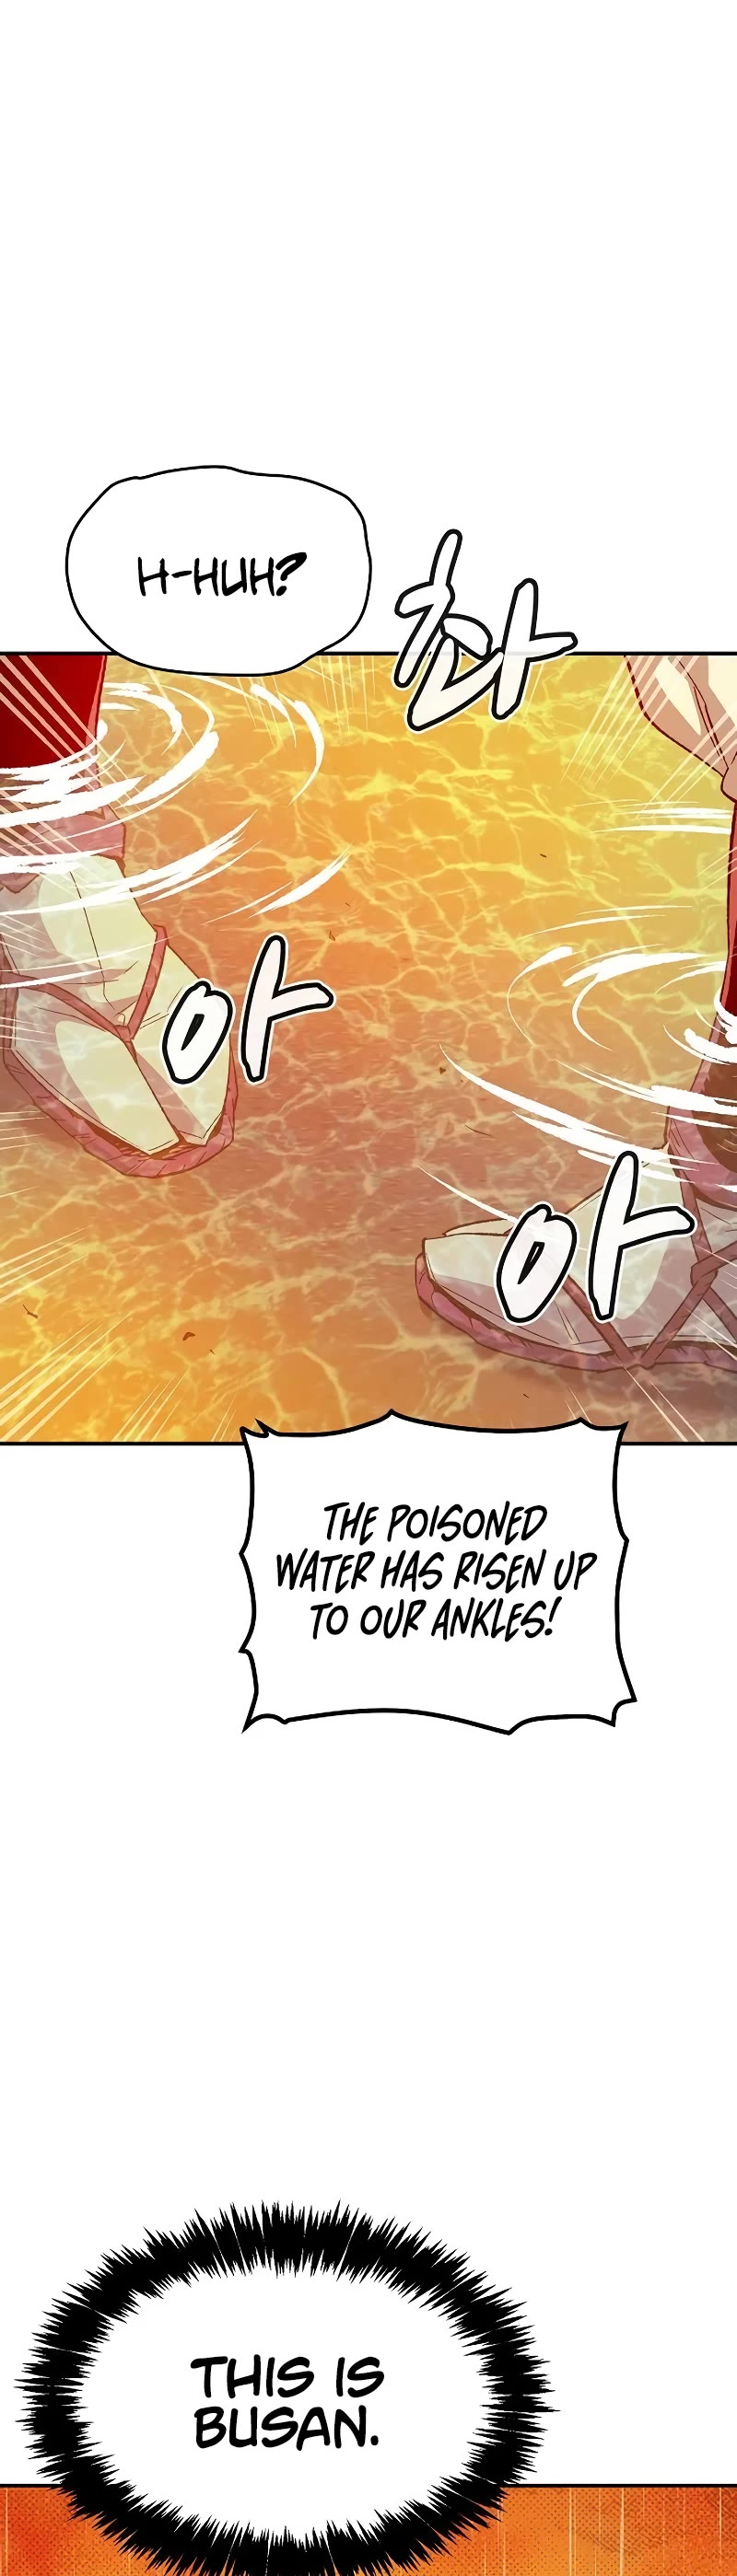 H-HUH?
촤
아
아
THE POISONED
WATER HAS RISEN UP
TO OUR ANKLES!
THIS IS
BUSAN.